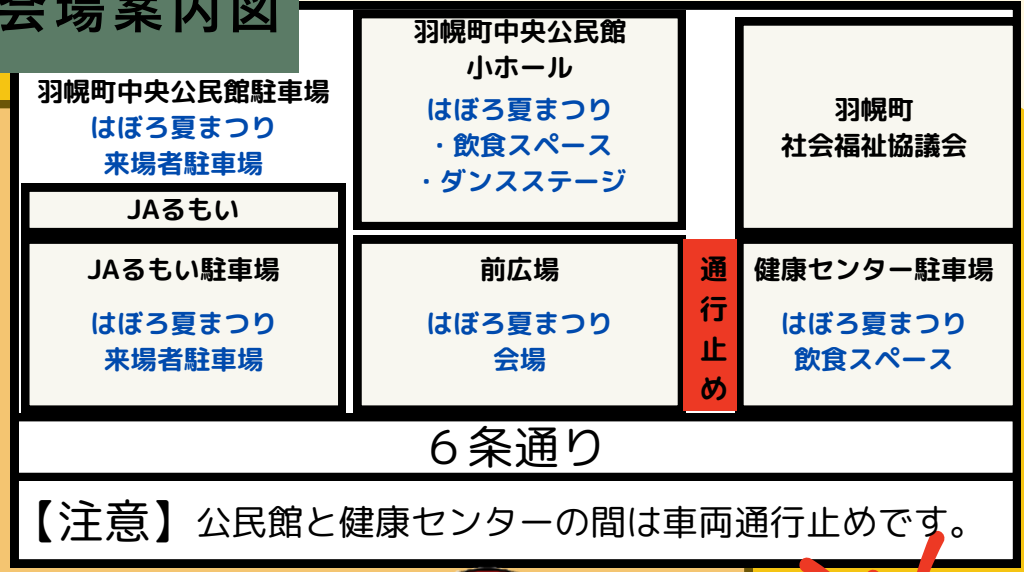 会場案内図
羽幌町中央公民館駐車場
はぼろ夏まつり
来場者駐車場
羽幌町中央公民館
小ホール
はぼろ夏まつり
・飲食スペース
・ダンスステージ
羽幌町
社会福祉協議会
JAるもい
JAるもい駐車場
はぼろ夏まつり
来場者駐車場
前広場
はぼろ夏まつり
会場
通行止め
健康センター駐車場
はぼろ夏まつり
飲食スペース
６条通り
【注意】公民館と健康センターの間は車両通行止めです。